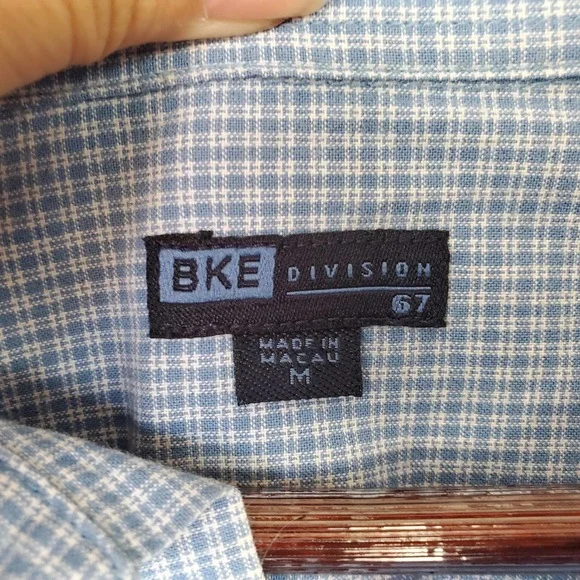 BKE DIVISION
67
MADE IN
MACAU
M